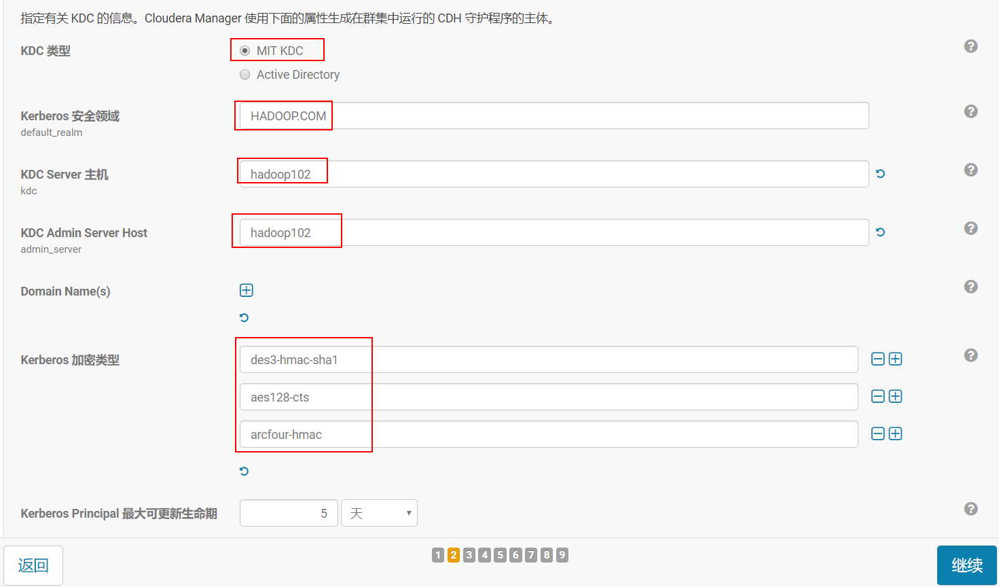 指定有关 KDC 的信息。Cloudera Manager 使用下面的属性生成在群集中运行的 CDH 守护程序的主体。
KDC 类型
MIT KDC
Active Directory
Kerberos 安全领域
default_realm
HADOOP.COM
KDC Server 主机
kdc
hadoop102
KDC Admin Server Host
admin_server
hadoop102
Domain Name(s)
Kerberos 加密类型
des3-hmac-sha1
aes128-cts
arcfour-hmac
Kerberos Principal 最大可更新生命期
5 天
返回
1 2 3 4 5 6 7 8 9
继续